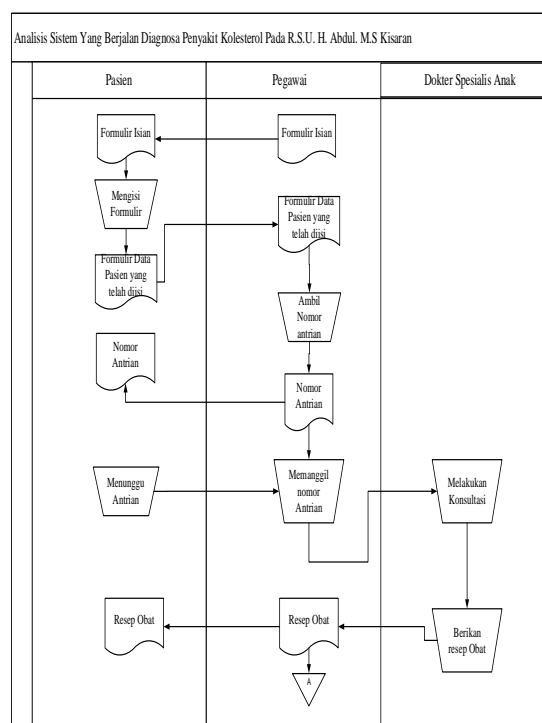 Analisis Sistem Yang Berjalan Diagnosa Penyakit Kolesterol Pada R.S.U. H. Abdul. M.S Kisaran
Pasien
Pegawai
Dokter Spesialis Anak
Formulir Isian
Formulir Isian
Mengisi
Formulir
Formulir Data
Pasien yang
telah diisi
Formulir Data
Pasien yang
telah diisi
Ambil
Nomor
antrian
Nomor
Antrian
Nomor
Antrian
Menunggu
Antrian
Memanggil
nomor
Antrian
Melakukan
Konsultasi
Resep Obat
Resep Obat
Berikan
resep Obat
A